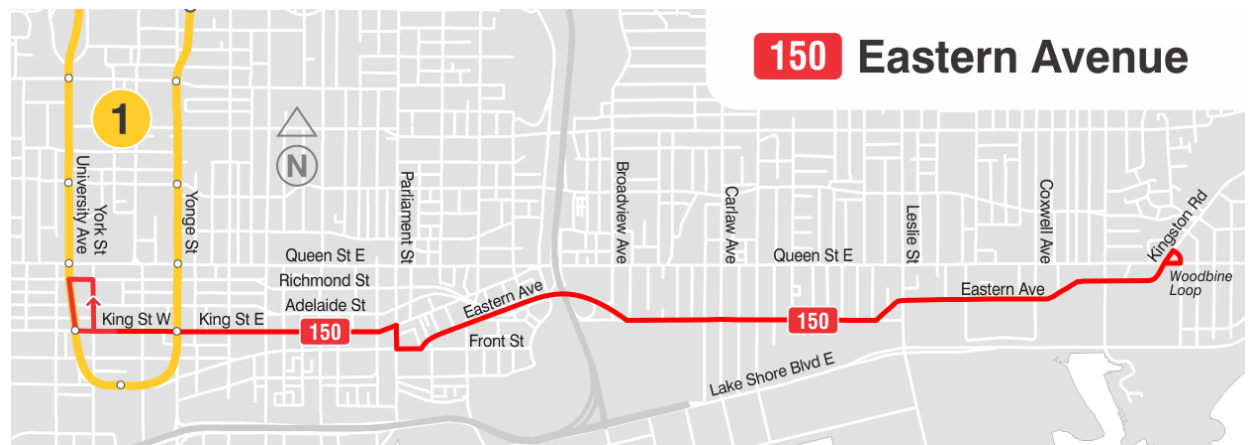 150 Eastern Avenue
1
N
University Ave
York St
Yonge St
Parliament St
Broadview Ave
Carlaw Ave
Leslie St
Coxwell Ave
Kingston Rd
Queen St E
Queen St E
Richmond St
Adelaide St
Eastern Ave
Eastern Ave
Woodbine
Loop
King St W
King St E
150
150
Front St
Lake Shore Blvd E